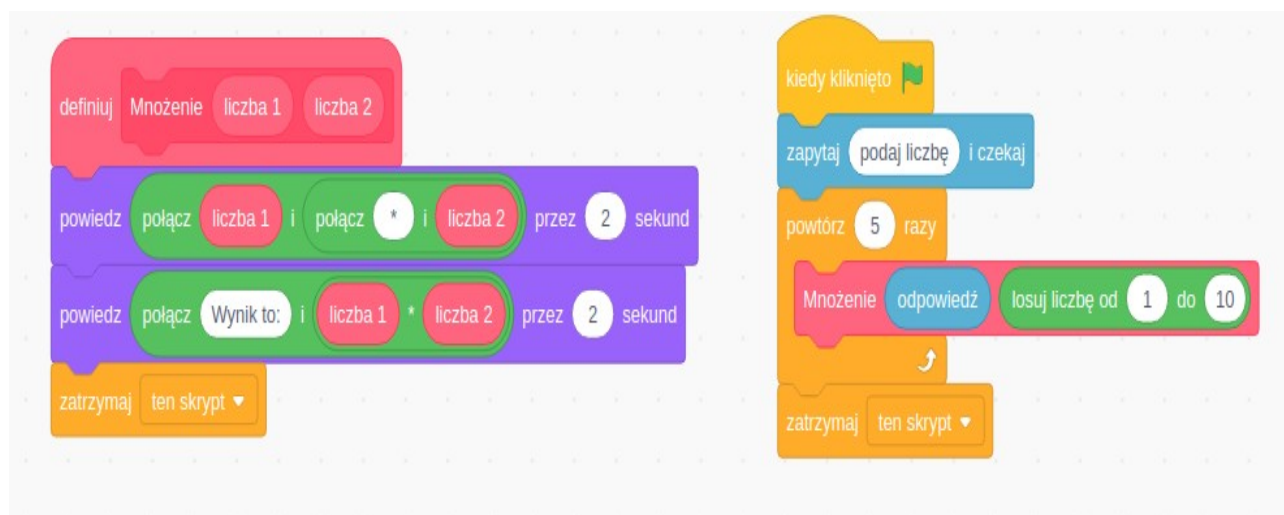 definiuj Mnożenie liczba 1 liczba 2
powiedz połącz liczba 1 i połącz * i liczba 2 przez 2 sekund
powiedz połącz Wynik to: i liczba 1 * liczba 2 przez 2 sekund
zatrzymaj ten skrypt
kiedy kliknięto
zapytaj podaj liczbę i czekaj
powtórz 5 razy
Mnożenie odpowiedź losuj liczbę od 1 do 10
zatrzymaj ten skrypt